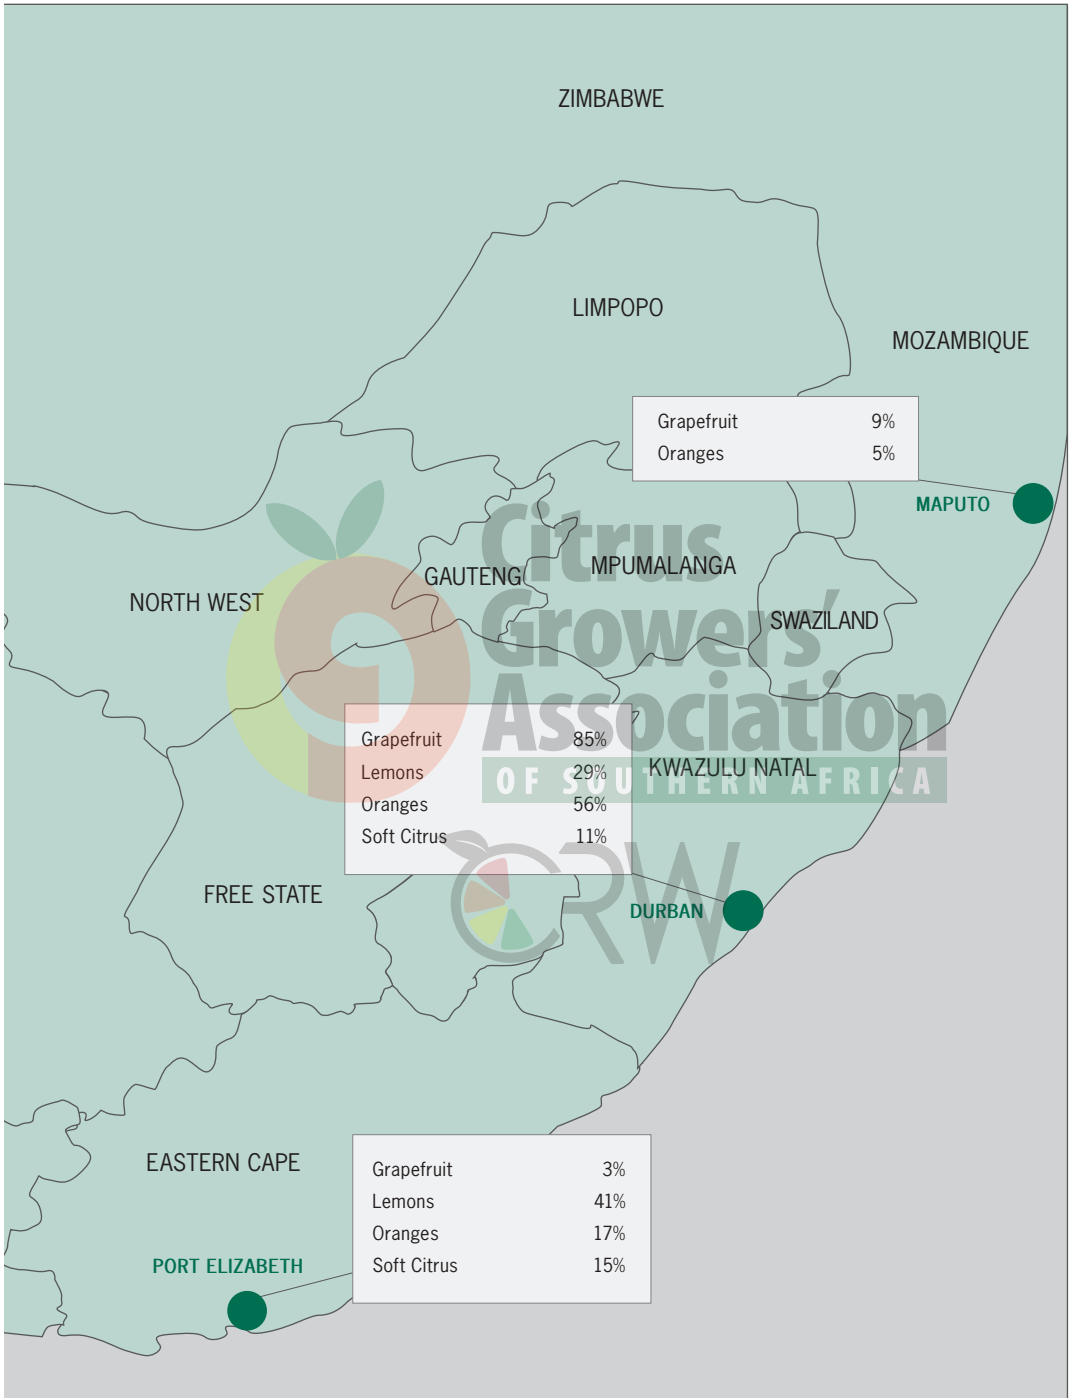 ZIMBABWE
LIMPOPO
MOZAMBIQUE
Grapefruit 9%
Oranges 5%
MAPUTO
Citrus
MPUMALANGA
GAUTENG
NORTH WEST
Growers'
SWAZILAND
Association
Grapefruit 85%
Lemons 29%
KWAZULU NATAL
OF SOUTHERN AFRICA
Oranges 56%
Soft Citrus 11%
CRW
FREE STATE
DURBAN
EASTERN CAPE
Grapefruit 3%
Lemons 41%
Oranges 17%
Soft Citrus 15%
PORT ELIZABETH